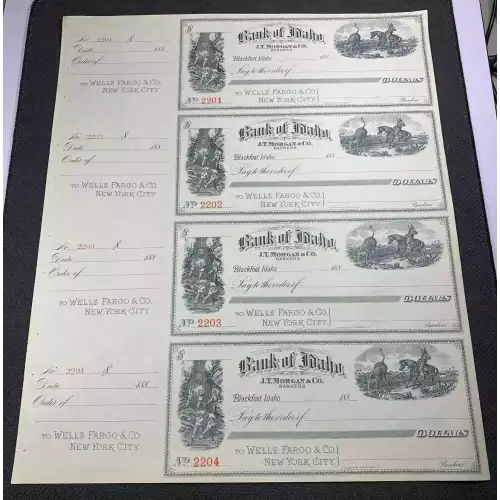 No 2201 $
Date 188
Order of
TO WELLS FARGO & CO.
NEW YORK CITY.
$
Bank of Idaho,
J.T. MORGAN & CO.
BANKERS
Blackfoot, Idaho 188
Pay to the order of
DOLLARS
TO WELLS FARGO & CO.
NEW YORK CITY.
No 2201
Bankers
No 2202 $
Date 188
Order of
TO WELLS FARGO & CO.
NEW YORK CITY.
$
Bank of Idaho,
J.T. MORGAN & CO.
BANKERS
Blackfoot, Idaho 188
Pay to the order of
DOLLARS
TO WELLS FARGO & CO.
NEW YORK CITY.
No 2202
Bankers
No 2203 $
Date 188
Order of
TO WELLS FARGO & CO.
NEW YORK CITY.
$
Bank of Idaho,
J.T. MORGAN & CO.
BANKERS
Blackfoot, Idaho 188
Pay to the order of
DOLLARS
TO WELLS FARGO & CO.
NEW YORK CITY.
No 2203
Bankers
No 2204 $
Date 188
Order of
TO WELLS FARGO & CO.
NEW YORK CITY.
$
Bank of Idaho,
J.T. MORGAN & CO.
BANKERS
Blackfoot, Idaho 188
Pay to the order of
DOLLARS
TO WELLS FARGO & CO.
NEW YORK CITY.
No 2204
Bankers